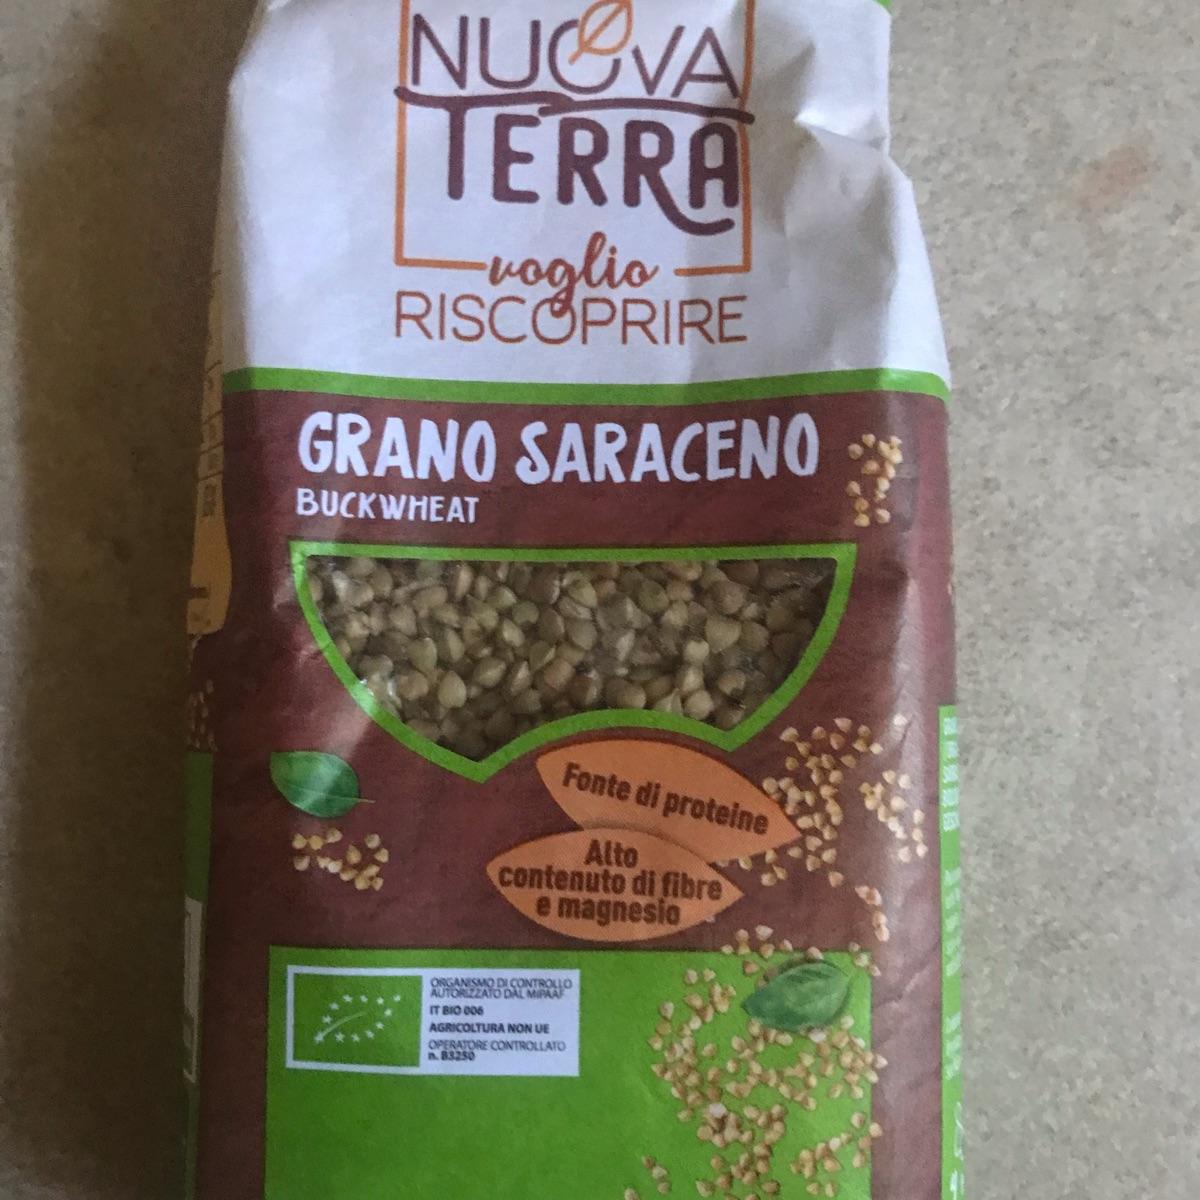 NUOVA
TERRA
voglio
RISCOPRIRE
GRANO SARACENO
BUCKWHEAT
Fonte di proteine
Alto
contenuto di fibre
e magnesio
ORGANISMO DI CONTROLLO
AUTORIZZATO DAL MIPAAF
IT BIO 006
AGRICOLTURA NON UE
OPERATORE CONTROLLATO
n. B3250